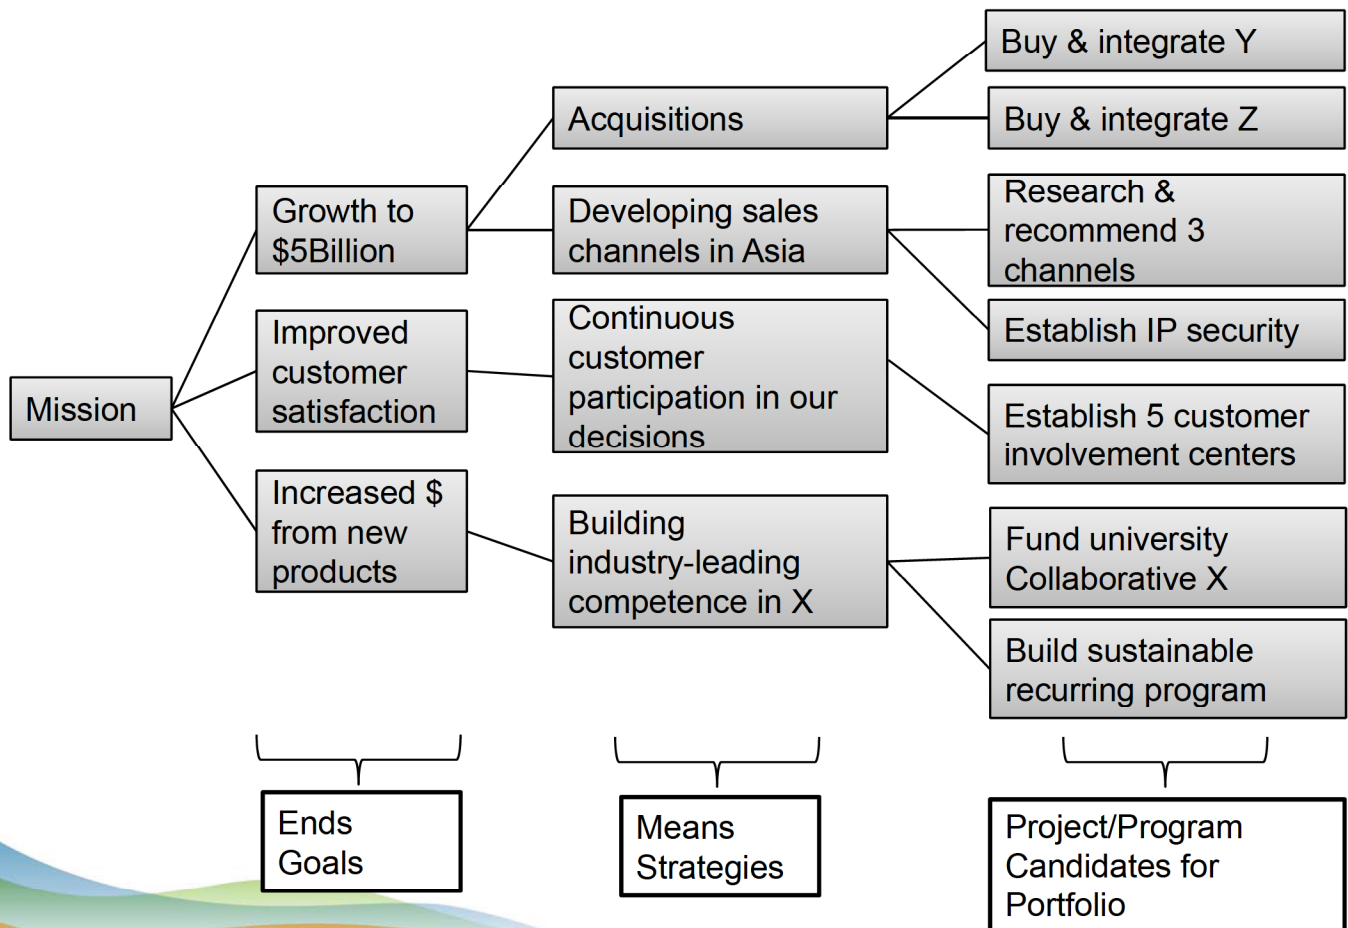 Buy & integrate Y
Acquisitions
Buy & integrate Z
Growth to
$5Billion
Developing sales
channels in Asia
Research &
recommend 3
channels
Establish IP security
Mission
Improved
customer
satisfaction
Continuous
customer
participation in our
decisions
Establish 5 customer
involvement centers
Increased $
from new
products
Building
industry-leading
competence in X
Fund university
Collaborative X
Build sustainable
recurring program
Ends
Goals
Means
Strategies
Project/Program
Candidates for
Portfolio